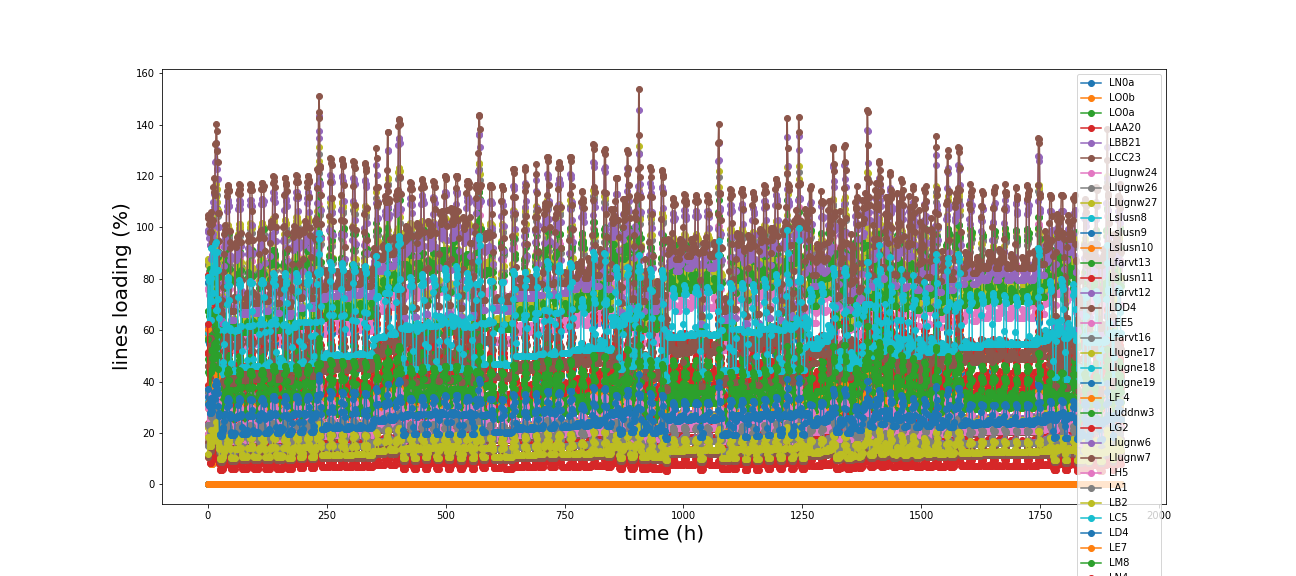 lines loading (%)
160
140
120
100
80
60
40
20
0
0 250 500 750 1000 1250 1500 1750 2000
time (h)
LN0a
LO0b
LO0a
LAA20
LBB21
LCC23
Llugnw24
Llugnw26
Llugnw27
Lslusn8
Lslusn9
Lslusn10
Lfarvt13
Lslusn11
Lfarvt12
LDD4
LEE5
Lfarvt16
Llugne17
Llugne18
Llugne19
LF 4
Luddnw3
LG2
Llugnw6
Llugnw7
LH5
LA1
LB2
LC5
LD4
LE7
LM8